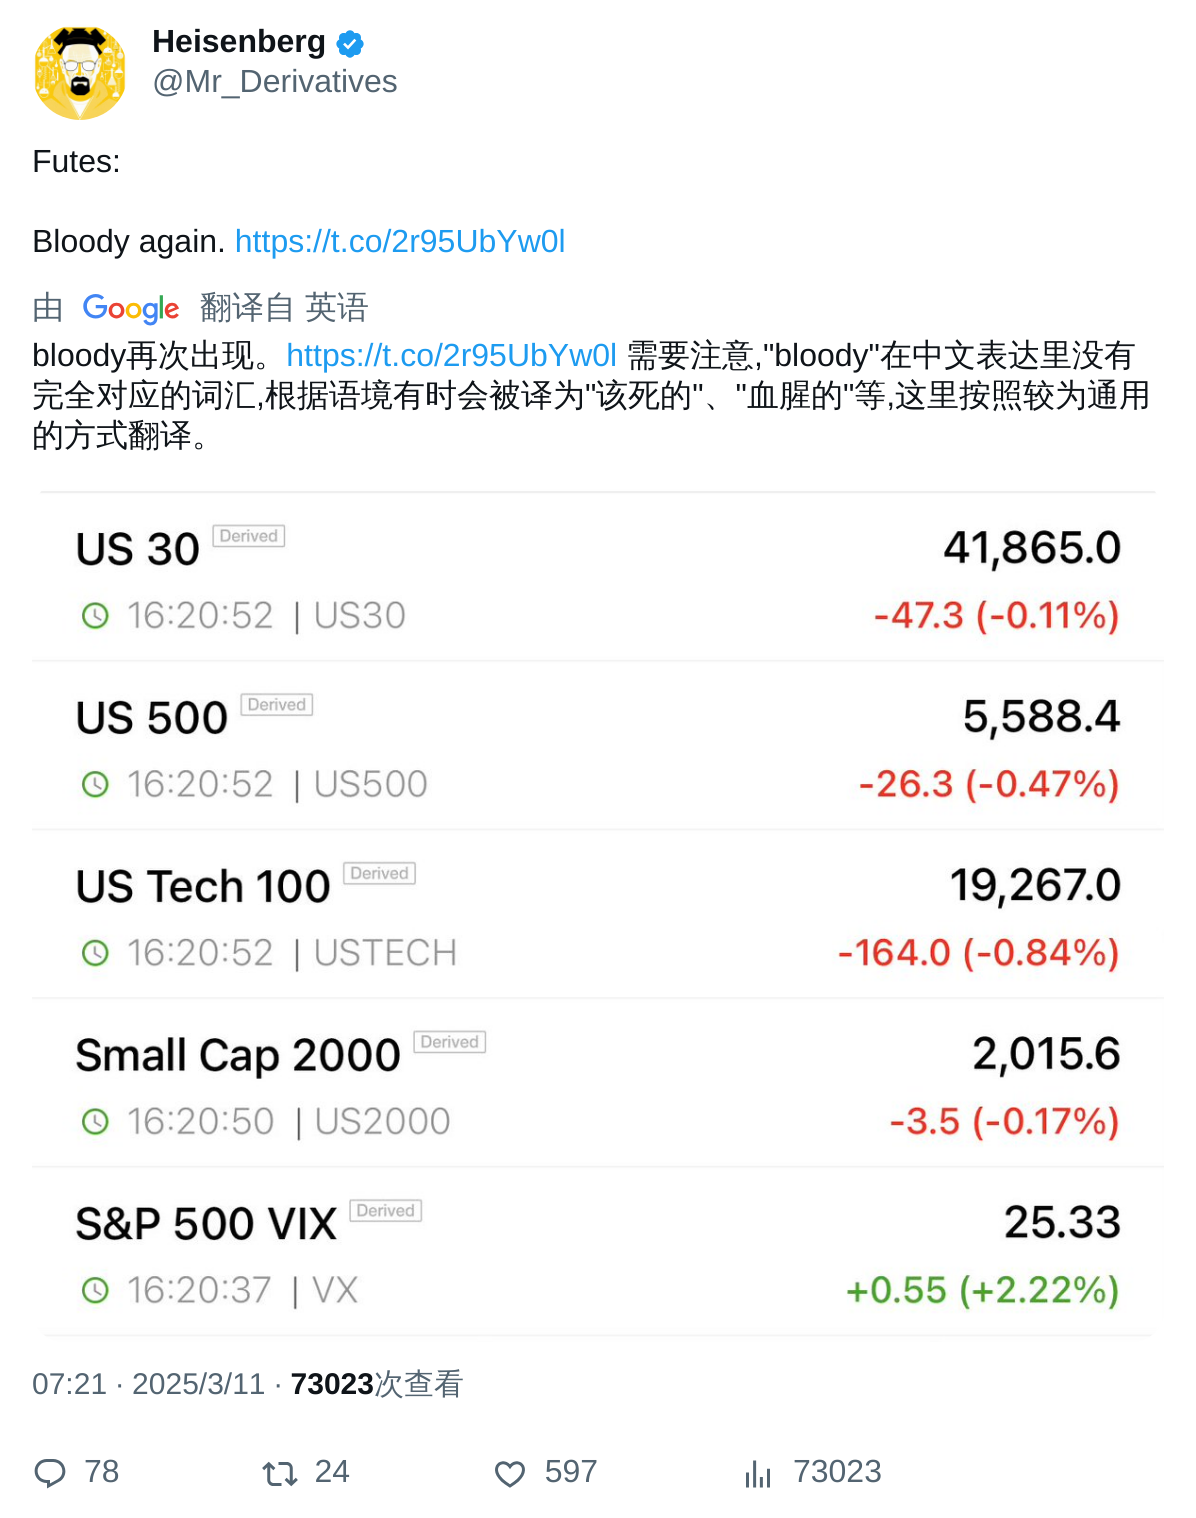 Heisenberg
@Mr_Derivatives
Futes:
Bloody again. https://t.co/2r95UbYw0l
由 Google 翻译自 英语
bloody再次出现。https://t.co/2r95UbYw0l 需要注意,"bloody"在中文表达里没有
完全对应的词汇,根据语境有时会被译为"该死的"、"血腥的"等,这里按照较为通用
的方式翻译。
US 30 Derived 41,865.0
16:20:52 | US30 -47.3 (-0.11%)
US 500 Derived 5,588.4
16:20:52 | US500 -26.3 (-0.47%)
US Tech 100 Derived 19,267.0
16:20:52 | USTECH -164.0 (-0.84%)
Small Cap 2000 Derived 2,015.6
16:20:50 | US2000 -3.5 (-0.17%)
S&P 500 VIX Derived 25.33
16:20:37 | VX +0.55 (+2.22%)
07:21 · 2025/3/11 · 73023次查看
78 24 597 73023